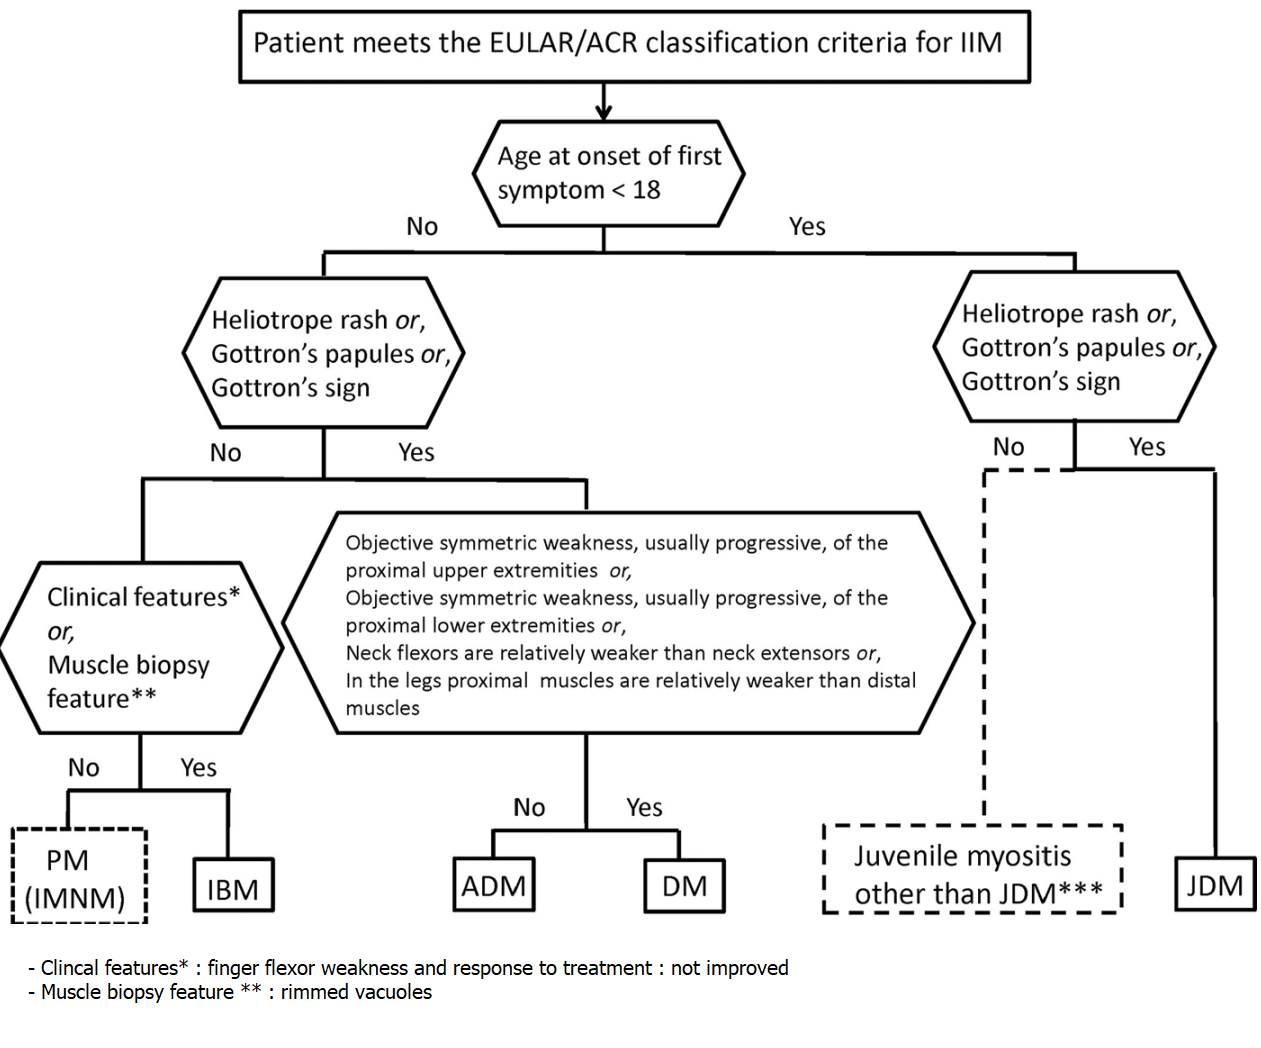 Patient meets the EULAR/ACR classification criteria for IIM
Age at onset of first
symptom < 18
No
Yes
Heliotrope rash or,
Gottron's papules or,
Gottron's sign
Heliotrope rash or,
Gottron's papules or,
Gottron's sign
No
Yes
No
Yes
Clinical features*
or,
Muscle biopsy
feature**
Objective symmetric weakness, usually progressive, of the
proximal upper extremities or,
Objective symmetric weakness, usually progressive, of the
proximal lower extremities or,
Neck flexors are relatively weaker than neck extensors or,
In the legs proximal muscles are relatively weaker than distal
muscles
No
Yes
No
Yes
PM
(IMNM)
IBM
ADM
DM
Juvenile myositis
other than JDM***
JDM
- Clincal features* : finger flexor weakness and response to treatment : not improved
- Muscle biopsy feature ** : rimmed vacuoles